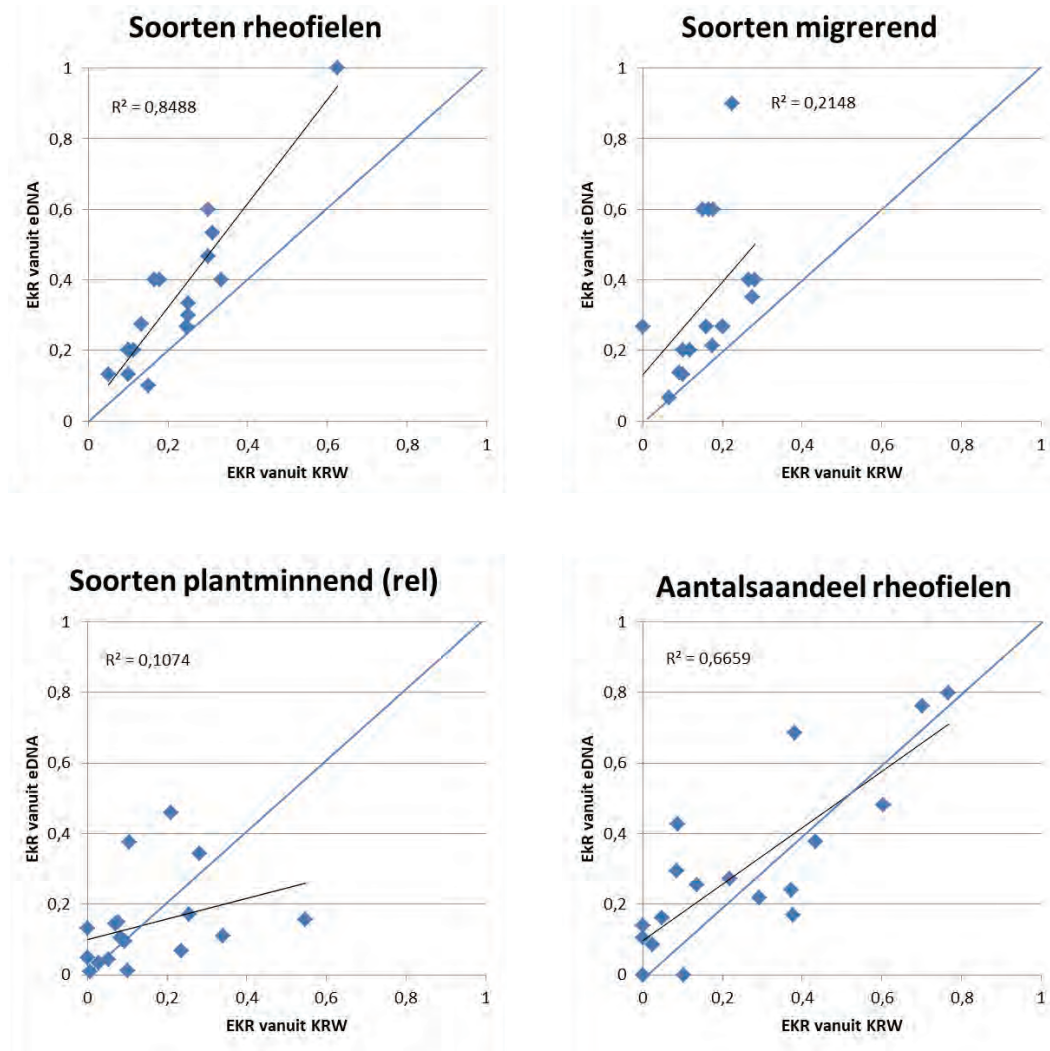 Soorten rheofielen
1
R² = 0,8488
0,8
0,6
0,4
0,2
0
EkR vanuit eDNA
0 0,2 0,4 0,6 0,8 1
EKR vanuit KRW
Soorten migrerend
1
R² = 0,2148
0,8
0,6
0,4
0,2
0
EkR vanuit eDNA
0 0,2 0,4 0,6 0,8 1
EKR vanuit KRW
Soorten plantminnend (rel)
1
R² = 0,1074
0,8
0,6
0,4
0,2
0
EkR vanuit eDNA
0 0,2 0,4 0,6 0,8 1
EKR vanuit KRW
Aantalsaandeel rheofielen
1
R² = 0,6659
0,8
0,6
0,4
0,2
0
EkR vanuit eDNA
0 0,2 0,4 0,6 0,8 1
EKR vanuit KRW